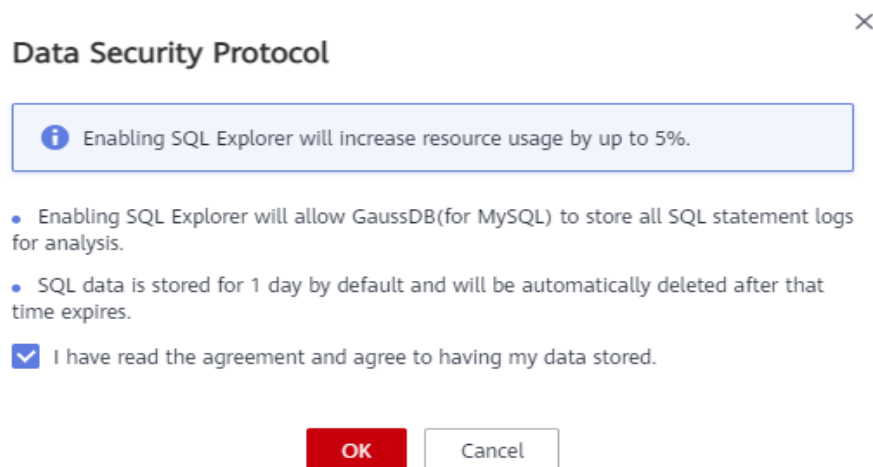 Data Security Protocol
Enabling SQL Explorer will increase resource usage by up to 5%.
• Enabling SQL Explorer will allow GaussDB(for MySQL) to store all SQL statement logs
for analysis.
• SQL data is stored for 1 day by default and will be automatically deleted after that
time expires.
I have read the agreement and agree to having my data stored.
OK Cancel